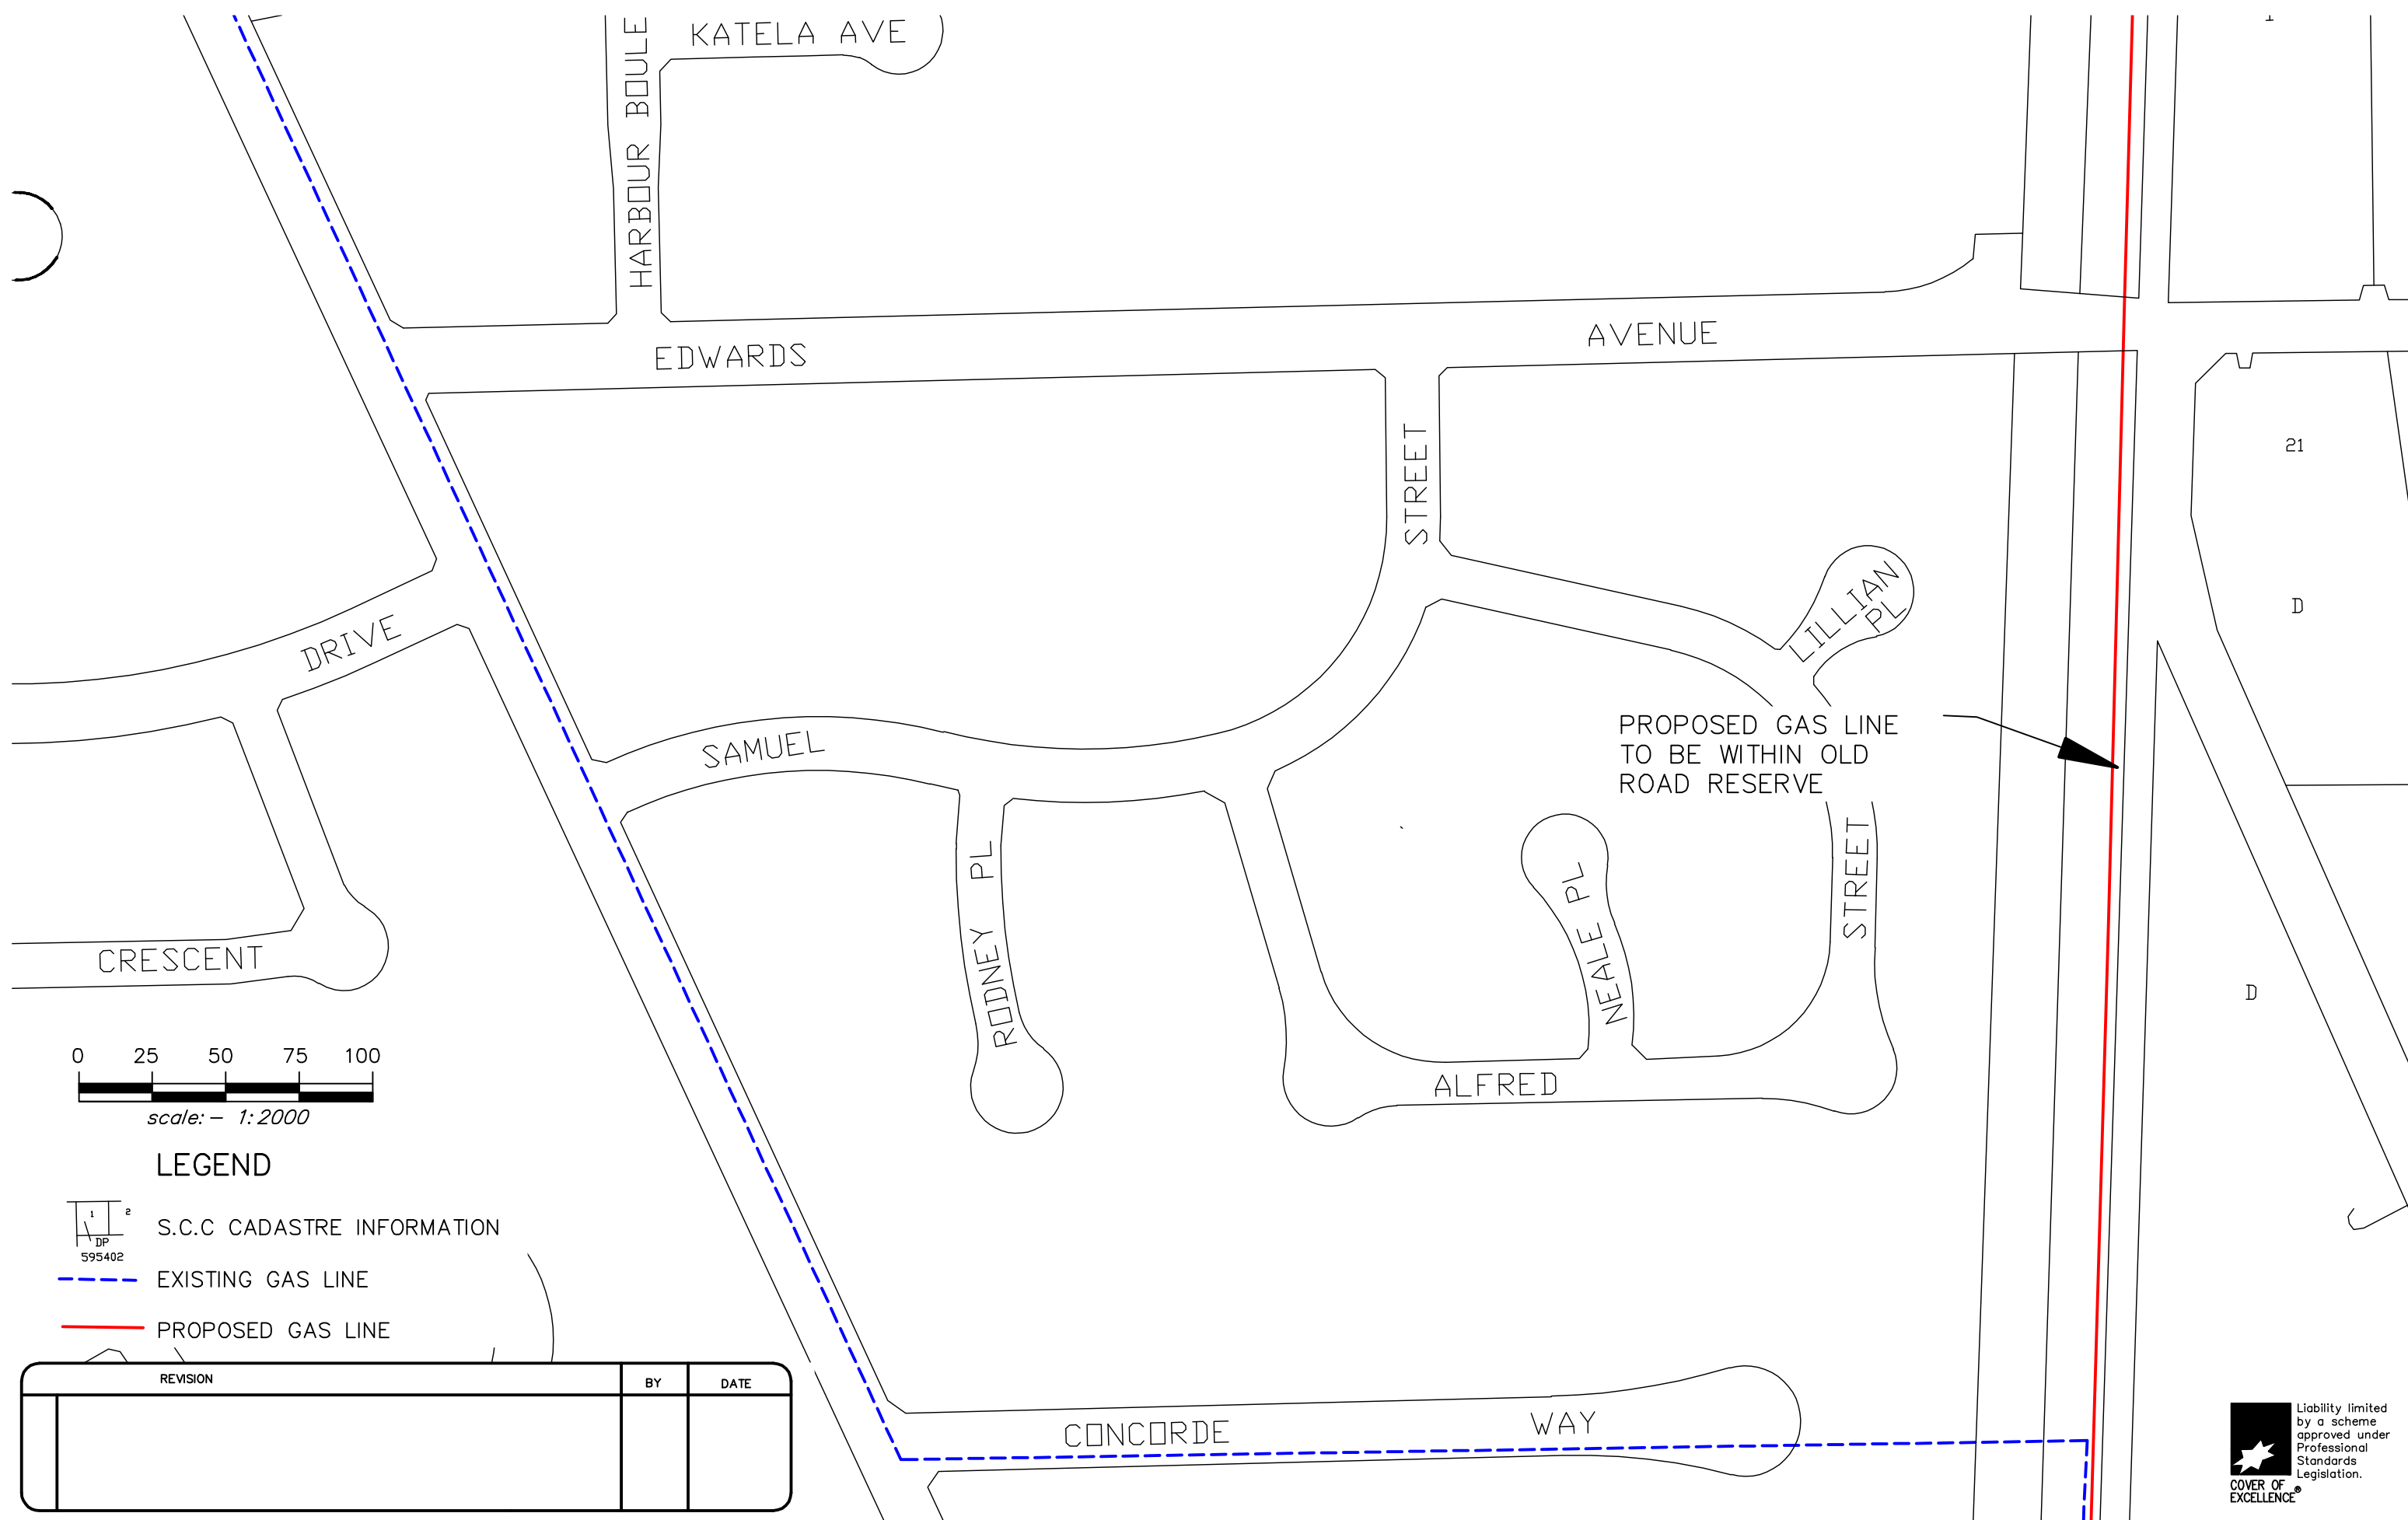 KATELA AVE
HARBOUR BOULE
EDWARDS AVENUE
STREET
21
D
LILLIAN
PL
DRIVE
SAMUEL
PROPOSED GAS LINE
TO BE WITHIN OLD
ROAD RESERVE
RODNEY PL
NEALE PL
STREET
CRESCENT
D
0 25 50 75 100
scale:- 1:2000
ALFRED
LEGEND
1 2
DP
595402
S.C.C CADASTRE INFORMATION
EXISTING GAS LINE
PROPOSED GAS LINE
REVISION BY DATE
CONCORDE WAY
Liability limited
by a scheme
approved under
Professional
Standards
Legislation.
COVER OF
EXCELLENCE®